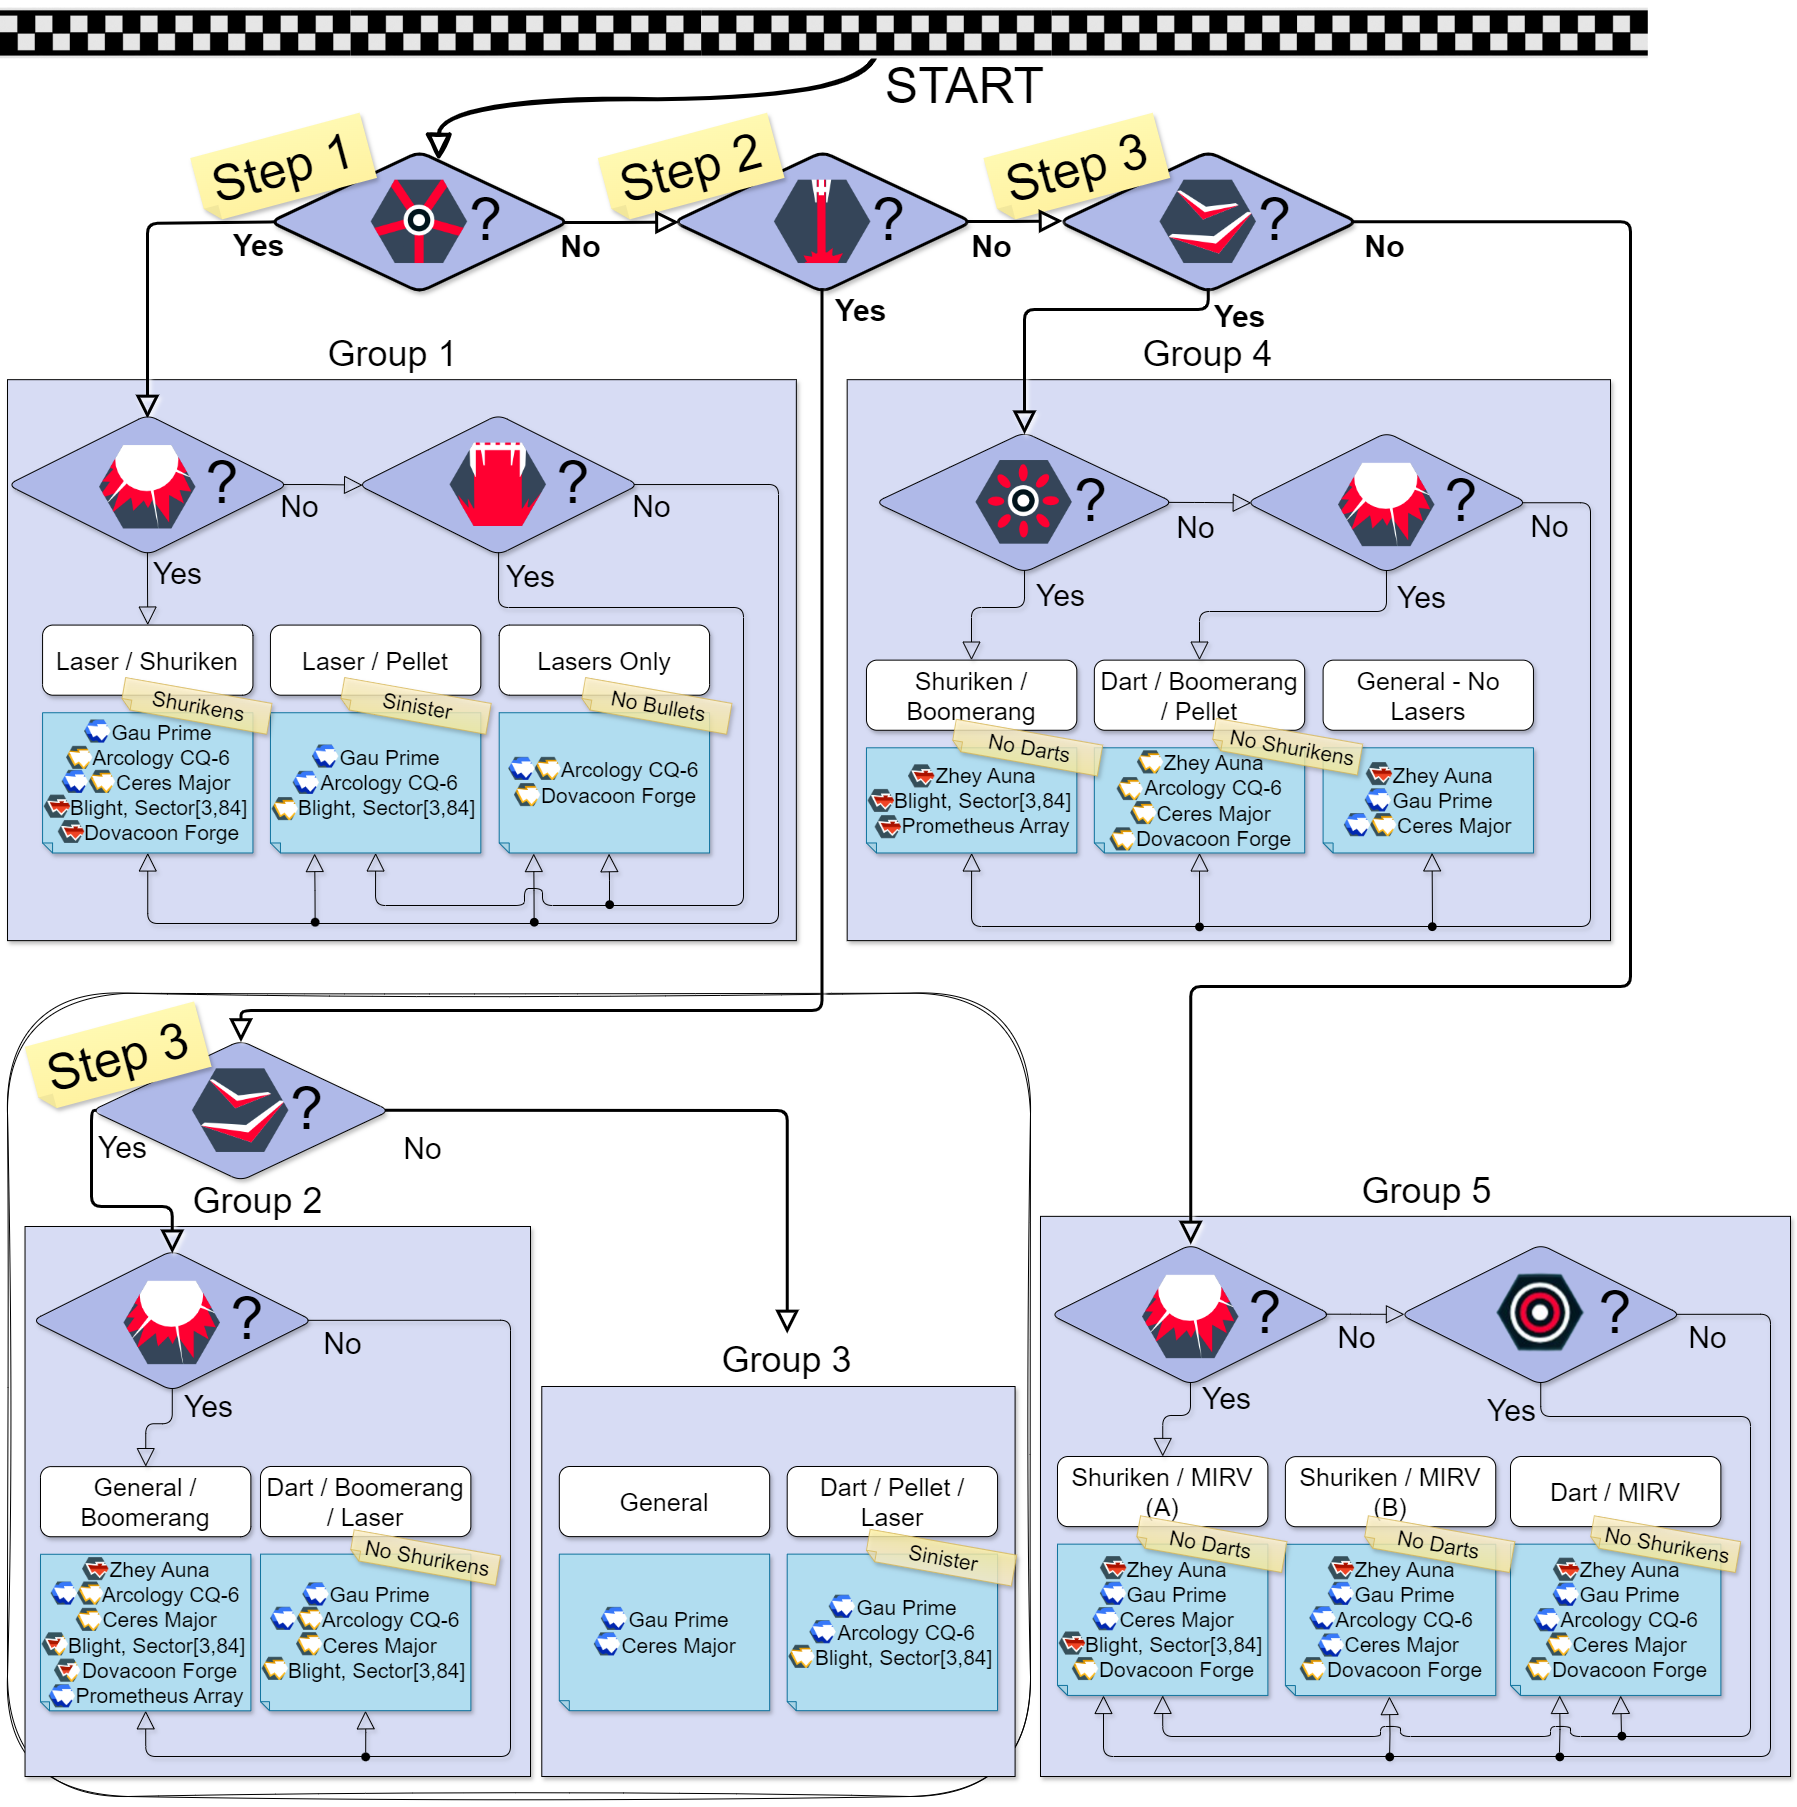 START
Step 1
?
Yes
No
Step 2
?
No
Yes
Step 3
?
No
Yes
Group 1
?
No
?
No
Yes
Yes
Laser / Shuriken
Laser / Pellet
Lasers Only
Shurikens
Sinister
No Bullets
Gau Prime
Arcology CQ-6
Ceres Major
Blight, Sector[3,84]
Dovacoon Forge
Gau Prime
Arcology CQ-6
Blight, Sector[3,84]
Arcology CQ-6
Dovacoon Forge
Group 4
?
No
?
No
Yes
Yes
Shuriken /
Boomerang
Dart / Boomerang
/ Pellet
General - No
Lasers
No Darts
No Shurikens
Zhey Auna
Blight, Sector[3,84]
Prometheus Array
Zhey Auna
Arcology CQ-6
Ceres Major
Dovacoon Forge
Zhey Auna
Gau Prime
Ceres Major
Step 3
?
Yes
No
Group 2
?
No
Yes
General /
Boomerang
Dart / Boomerang
/ Laser
No Shurikens
Zhey Auna
Arcology CQ-6
Ceres Major
Blight, Sector[3,84]
Dovacoon Forge
Prometheus Array
Gau Prime
Arcology CQ-6
Ceres Major
Blight, Sector[3,84]
Group 3
General
Dart / Pellet /
Laser
Sinister
Gau Prime
Ceres Major
Gau Prime
Arcology CQ-6
Blight, Sector[3,84]
Group 5
?
No
?
No
Yes
Yes
Shuriken / MIRV
(A)
Shuriken / MIRV
(B)
Dart / MIRV
No Darts
No Darts
No Shurikens
Zhey Auna
Gau Prime
Ceres Major
Blight, Sector[3,84]
Dovacoon Forge
Zhey Auna
Gau Prime
Arcology CQ-6
Ceres Major
Dovacoon Forge
Zhey Auna
Gau Prime
Arcology CQ-6
Ceres Major
Dovacoon Forge